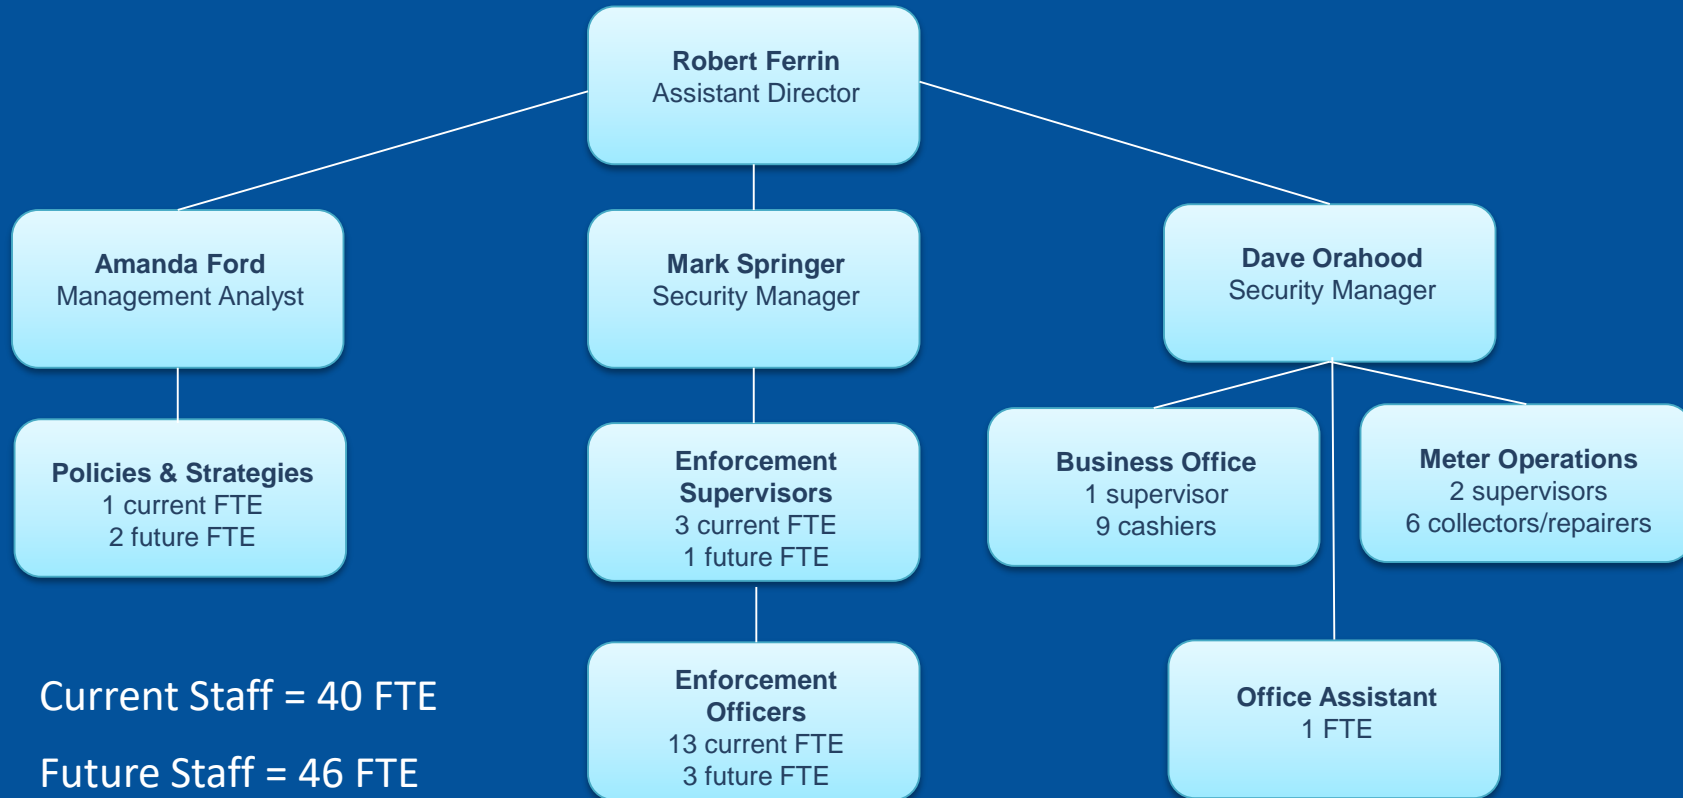 Robert Ferrin
Assistant Director
Amanda Ford
Management Analyst
Mark Springer
Security Manager
Dave Orahood
Security Manager
Policies & Strategies
1 current FTE
2 future FTE
Enforcement
Supervisors
3 current FTE
1 future FTE
Business Office
1 supervisor
9 cashiers
Meter Operations
2 supervisors
6 collectors/repairers
Enforcement
Officers
13 current FTE
3 future FTE
Office Assistant
1 FTE
Current Staff = 40 FTE
Future Staff = 46 FTE